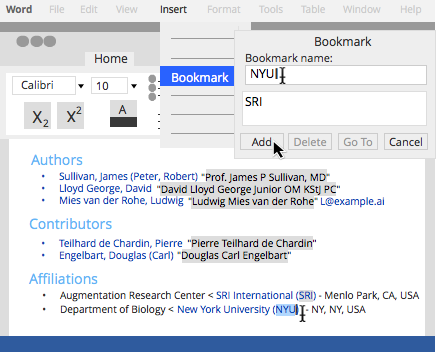 Word File Edit View Insert Format Tools Table Window Help
Home
Bookmark
Bookmark name:
NYU
SRI
Add Delete Go To Cancel
Bookmark
Calibri 10
X2 X2 A
Authors
• Sullivan, James (Peter, Robert) "Prof. James P Sullivan, MD"
• Lloyd George, David "David Lloyd George Junior OM KStJ PC"
• Mies van der Rohe, Ludwig "Ludwig Mies van der Rohe" L@example.ai
Contributors
• Teilhard de Chardin, Pierre "Pierre Teilhard de Chardin"
• Engelbart, Douglas (Carl) "Douglas Carl Engelbart"
Affiliations
• Augmentation Research Center < SRI International (SRI) - Menlo Park, CA, USA
• Department of Biology < New York University (NYU) - NY, NY, USA